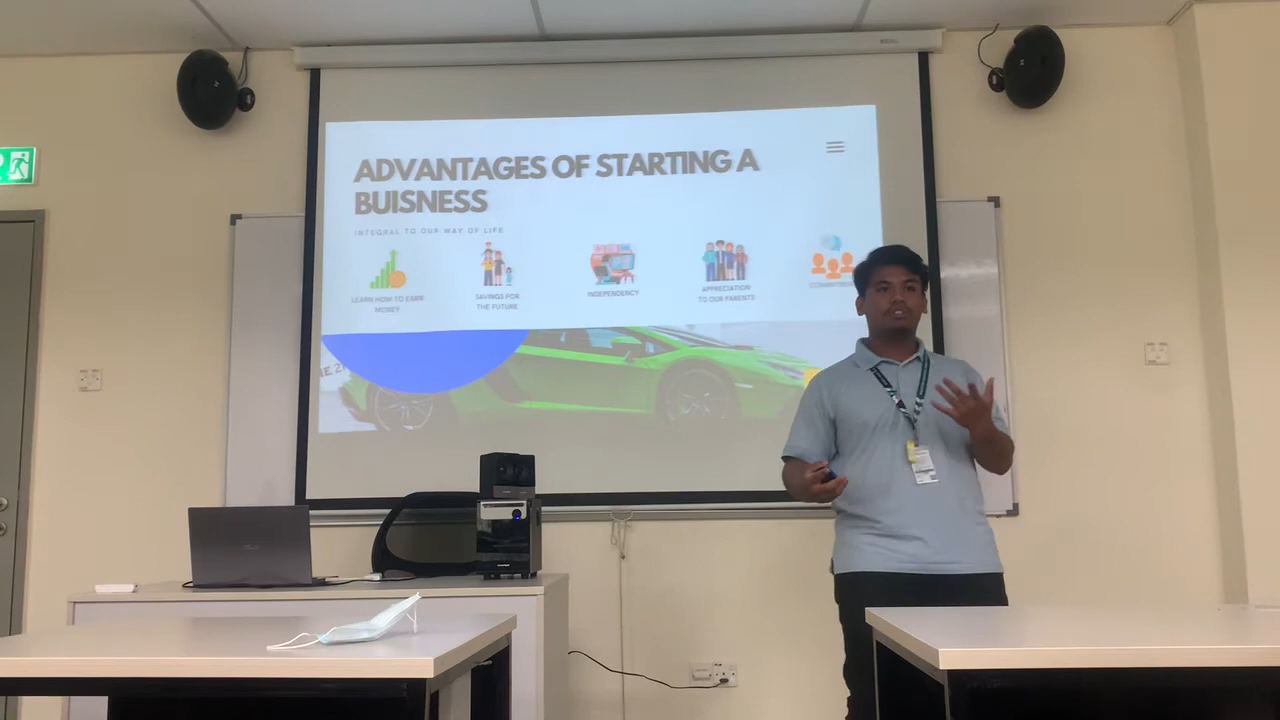 ADVANTAGES OF STARTING A
BUISNESS
INTEGRAL TO OUR WAY OF LIFE
LEARN HOW TO EARN
MONEY
SAVINGS FOR
THE FUTURE
INDEPENDENCY
APPRECIATION
TO OUR PARENTS